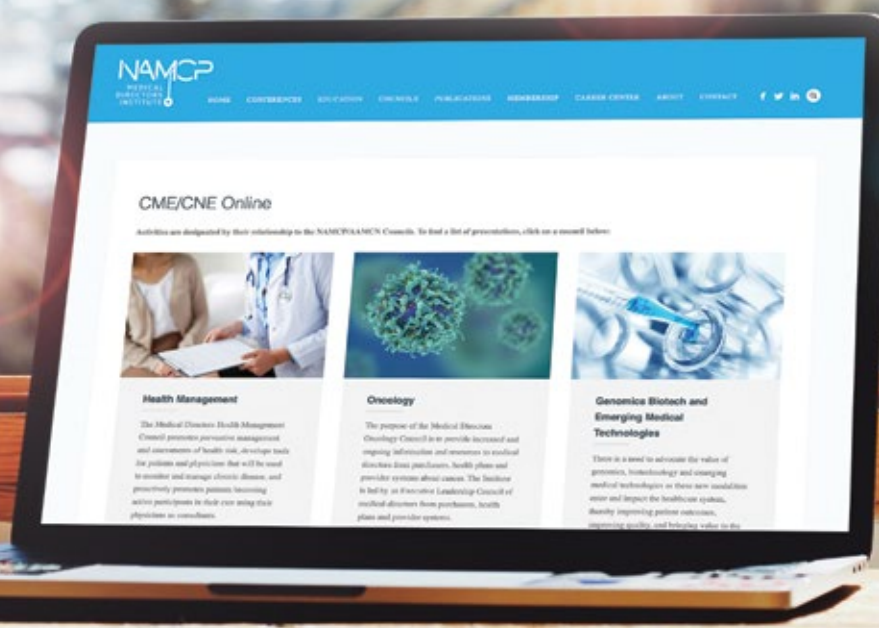 NAMCP
MEDICAL
DIRECTORS
INSTITUTE
HOME CONFERENCES EDUCATION COUNCILS PUBLICATIONS MEMBERSHIP CAREER CENTER ABOUT CONTACT
CME/CNE Online
Activities are designated by their relationship to the NAMCP/AAMCN Councils. To find a list of presentations, click on a council below:
Health Management
The Medical Directors Health Management
Council promotes preventive management
and assessments of health risk, develops tools
for patients and physicians that will be used
to monitor and manage chronic disease, and
proactively promotes patients becoming
active participants in their care using their
physicians as consultants.
Oncology
The purpose of the Medical Directors
Oncology Council is to provide increased and
ongoing information and resources to medical
directors from purchasers, health plans and
provider systems about cancer. The Institute
is led by an Executive Leadership Council of
medical directors from purchasers, health
plans and provider systems.
Genomics Biotech and
Emerging Medical
Technologies
There is a need to advocate the value of
genomics, biotechnology and emerging
medical technologies as these new modalities
enter and impact the healthcare system,
thereby improving patient outcomes,
improving quality, and bringing value to the